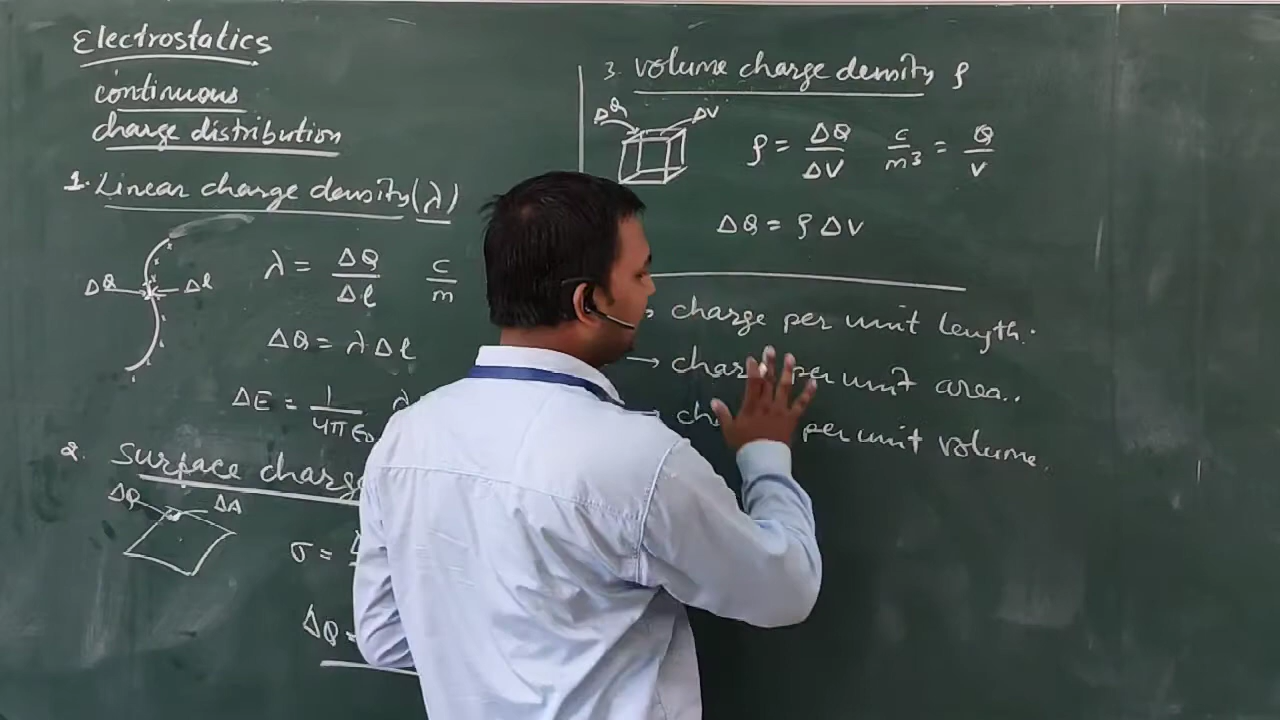 Electrostatics
continuous
charge distribution
1. Linear charge density (λ)
ΔQ Δl
λ = ΔQ/Δl C/m
ΔQ = λ Δl
ΔE = 1/4πε₀ λ
2. Surface charge
ΔQ ΔA
σ =
ΔQ =
3. volume charge density ρ
ΔQ ΔV
ρ = ΔQ/ΔV C/m³ = Q/V
ΔQ = ρ ΔV
charge per unit length.
→ charge per unit area..
per unit volume.